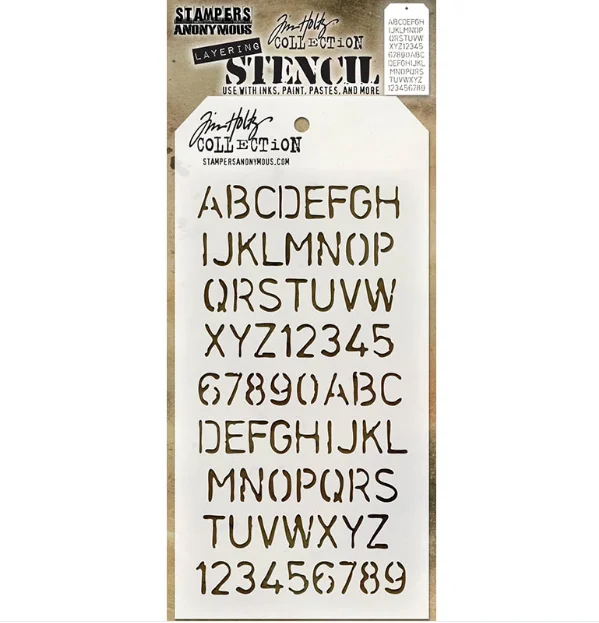 STAMPERS
ANONYMOUS
Tim Holtz
COLLECTION
LAYERING
STENCIL
USE WITH INKS, PAINT, PASTES, AND MORE
ABCDEFGH
IJKLMNOP
QRSTUVW
XYZ12345
67890ABC
DEFGHIJKL
MNOPQRS
TUVWXYZ
123456789
Tim Holtz
COLLECTION
STAMPERSANONYMOUS.COM
ABCDEFGH
IJKLMNOP
QRSTUVW
XYZ12345
67890ABC
DEFGHIJKL
MNOPQRS
TUVWXYZ
123456789